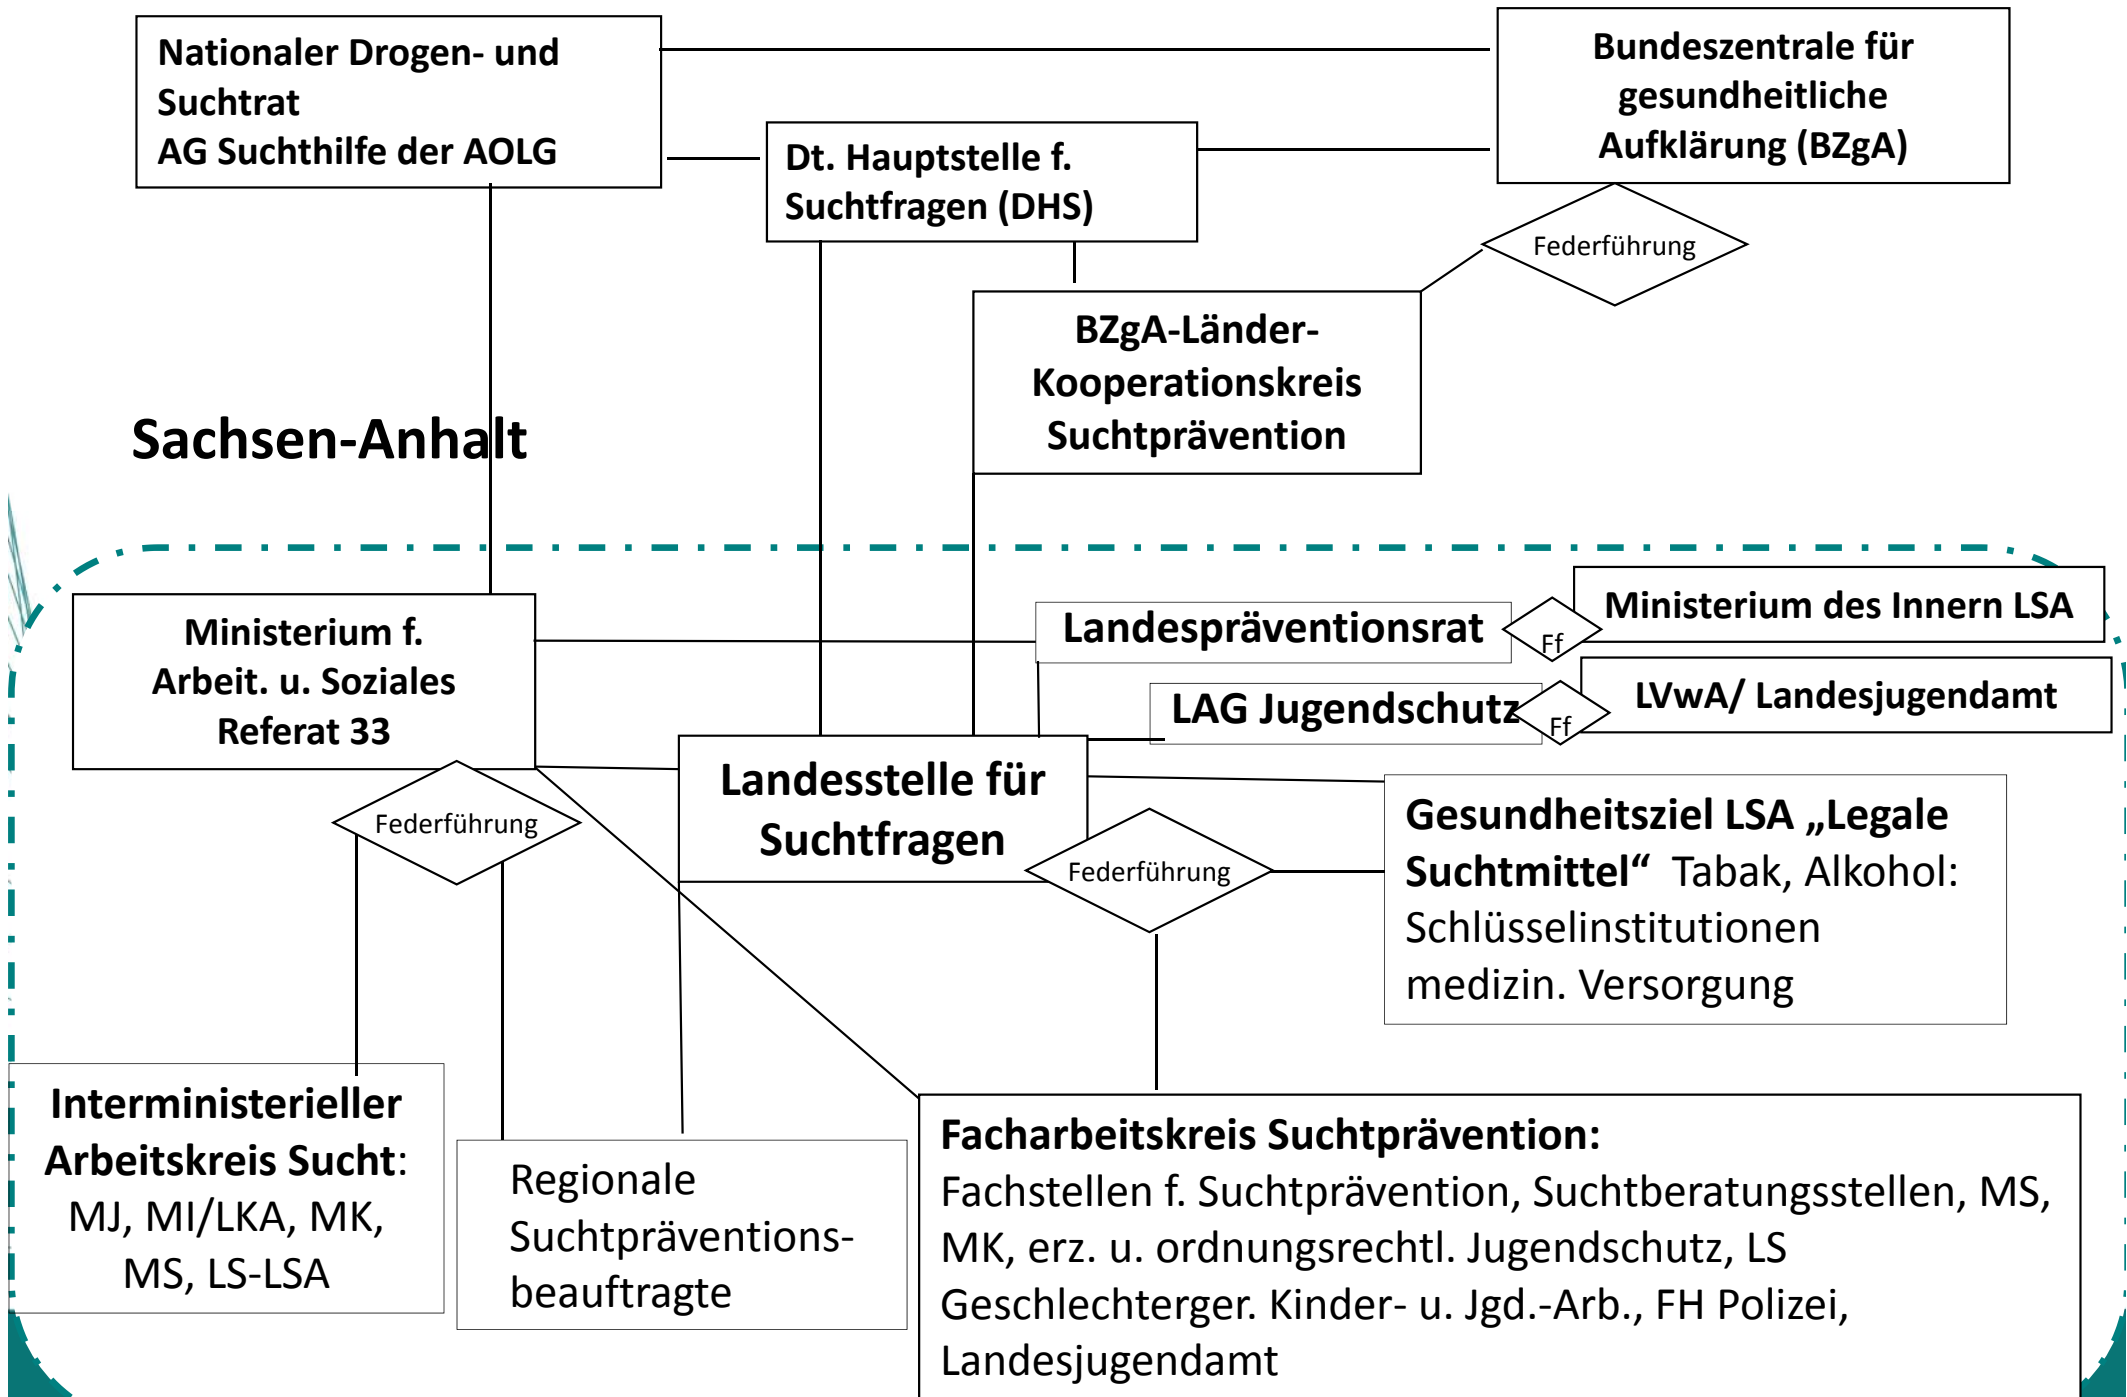 Nationaler Drogen- und
Suchtrat
AG Suchthilfe der AOLG
Bundeszentrale für
gesundheitliche
Aufklärung (BZgA)
Dt. Hauptstelle f.
Suchtfragen (DHS)
Federführung
BZgA-Länder-
Kooperationskreis
Suchtprävention
Sachsen-Anhalt
Ministerium f.
Arbeit. u. Soziales
Referat 33
Landespräventionsrat
Ff
Ministerium des Innern LSA
LAG Jugendschutz
Ff
LVwA/ Landesjugendamt
Landesstelle für
Suchtfragen
Federführung
Federführung
Gesundheitsziel LSA „Legale
Suchtmittel“ Tabak, Alkohol:
Schlüsselinstitutionen
medizin. Versorgung
Interministerieller
Arbeitskreis Sucht:
MJ, MI/LKA, MK,
MS, LS-LSA
Regionale
Suchtpräventions-
beauftragte
Facharbeitskreis Suchtprävention:
Fachstellen f. Suchtprävention, Suchtberatungsstellen, MS,
MK, erz. u. ordnungsrechtl. Jugendschutz, LS
Geschlechterger. Kinder- u. Jgd.-Arb., FH Polizei,
Landesjugendamt